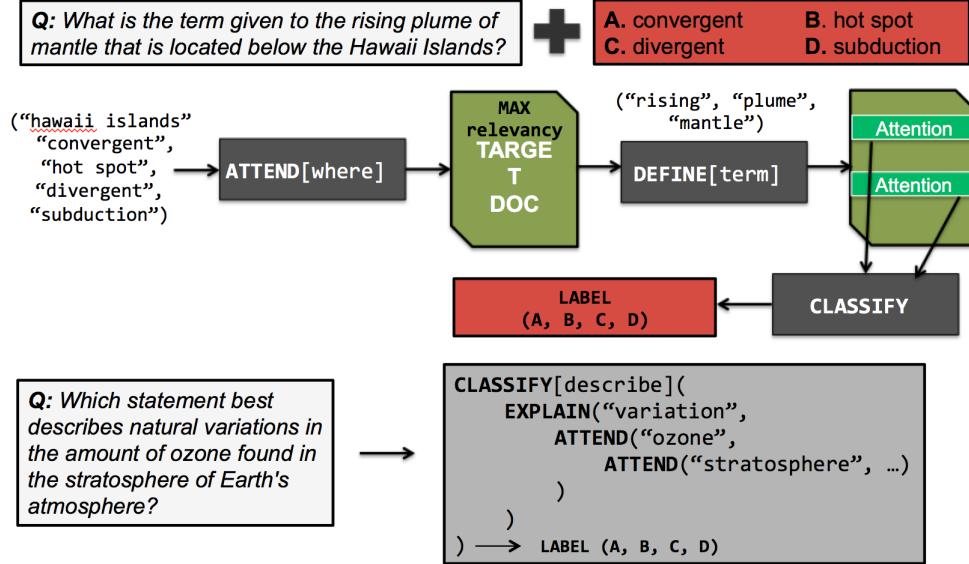 Q: What is the term given to the rising plume of
mantle that is located below the Hawaii Islands?
A. convergent B. hot spot
C. divergent D. subduction
(“hawaii islands”
“convergent”,
“hot spot”,
“divergent”,
“subduction”)
ATTEND[where]
MAX
relevancy
TARGE
T
DOC
(“rising”, “plume”,
“mantle”)
DEFINE[term]
Attention
Attention
CLASSIFY
LABEL
(A, B, C, D)
Q: Which statement best
describes natural variations in
the amount of ozone found in
the stratosphere of Earth's
atmosphere?
CLASSIFY[describe](
EXPLAIN(“variation”,
ATTEND(“ozone”,
ATTEND(“stratosphere”, …)
)
)
) LABEL (A, B, C, D)